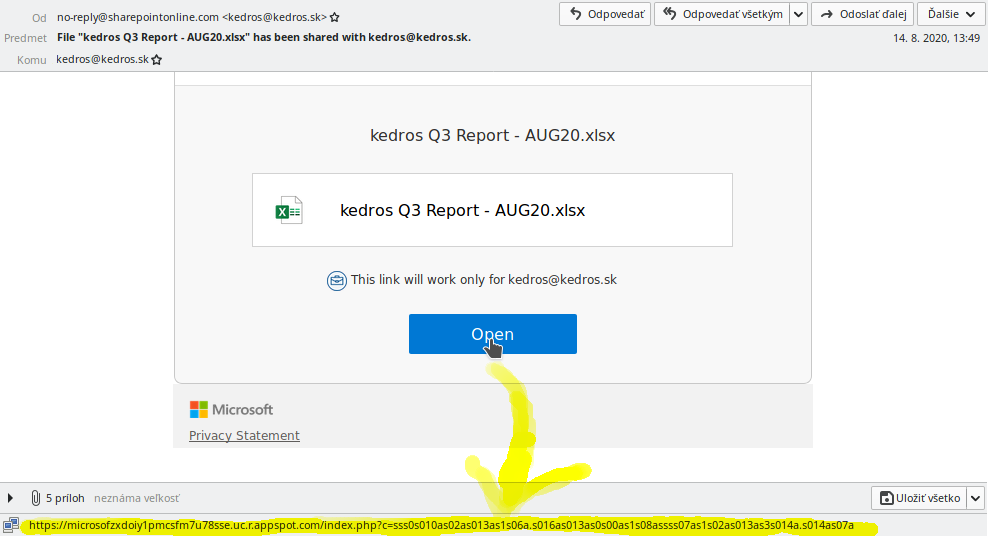 Od no-reply@sharepointonline.com <kedros@kedros.sk>
Odpovedať Odpovedať všetkým Odoslať ďalej Ďalšie
Predmet File "kedros Q3 Report - AUG20.xlsx" has been shared with kedros@kedros.sk. 14. 8. 2020, 13:49
Komu kedros@kedros.sk
kedros Q3 Report - AUG20.xlsx
kedros Q3 Report - AUG20.xlsx
This link will work only for kedros@kedros.sk
Open
Microsoft
Privacy Statement
5 príloh neznáma veľkosť Uložiť všetko
https://microsofzxdoiy1pmcsfm7u78sse.uc.r.appspot.com/index.php?c=sss0s010as02as013as1s06a.s016as013as0s00as1s08assss07as1s02as013as3s014a.s014as07a